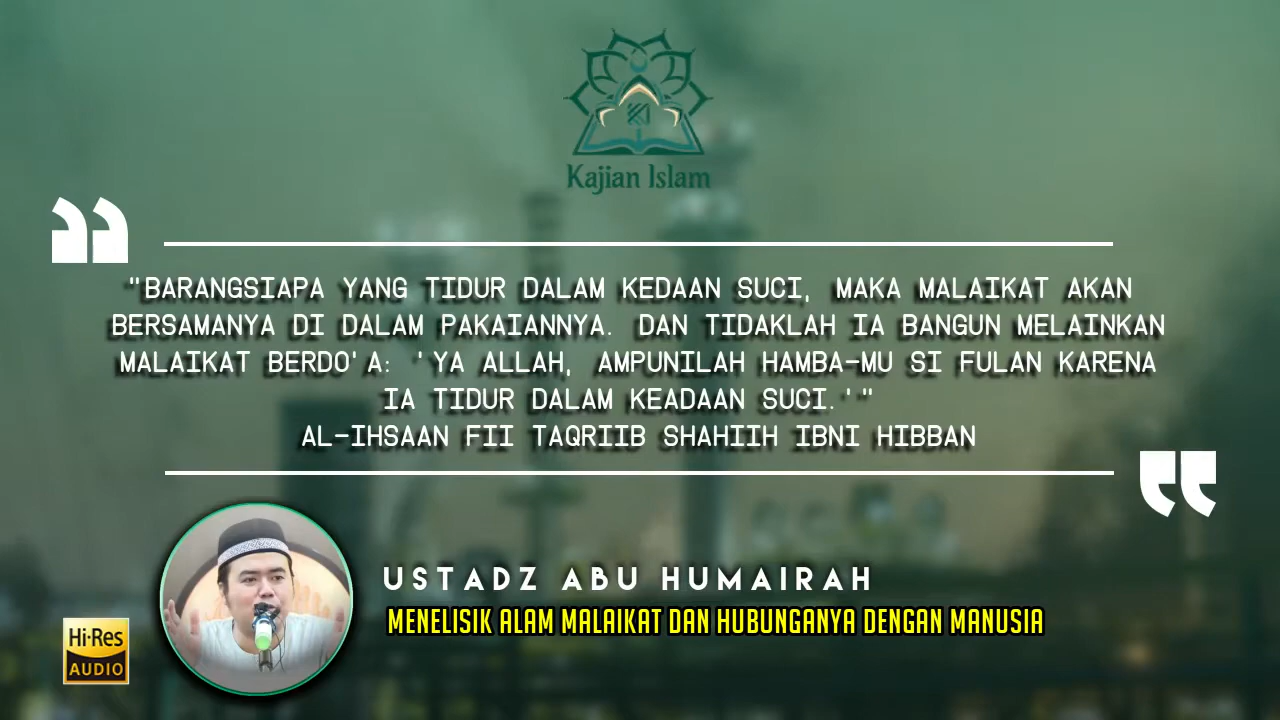 Kajian Islam
"BARANGSIAPA YANG TIDUR DALAM KEDAAN SUCI, MAKA MALAIKAT AKAN
BERSAMANYA DI DALAM PAKAIANNYA. DAN TIDAKLAH IA BANGUN MELAINKAN
MALAIKAT BERDO'A: 'YA ALLAH, AMPUNILAH HAMBA-MU SI FULAN KARENA
IA TIDUR DALAM KEADAAN SUCI.'"
AL-IHSAAN FII TAQRIIB SHAHIIH IBNI HIBBAN
USTADZ ABU HUMAIRAH
MENELISIK ALAM MALAIKAT DAN HUBUNGANYA DENGAN MANUSIA
Hi-Res
AUDIO